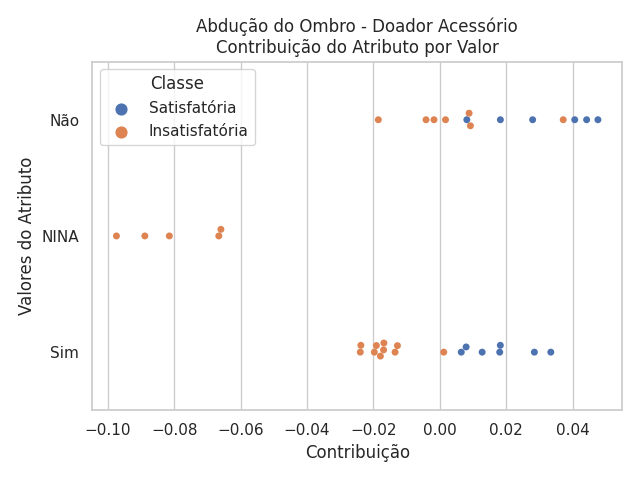 Abdução do Ombro - Doador Acessório
Contribuição do Atributo por Valor
Classe
Satisfatória
Insatisfatória
Valores do Atributo
Não
NINA
Sim
−0.10 −0.08 −0.06 −0.04 −0.02 0.00 0.02 0.04
Contribuição